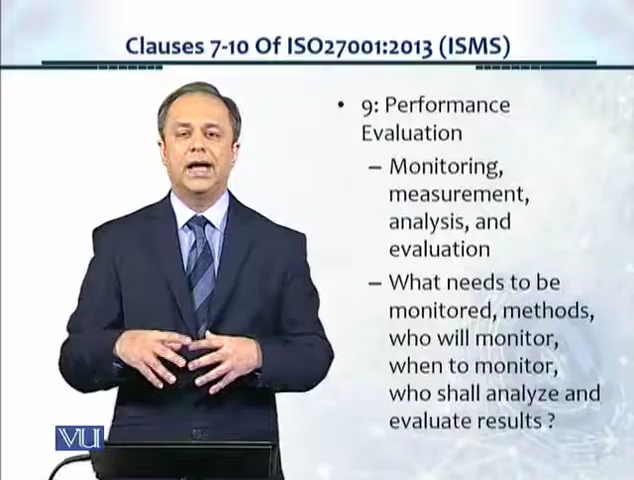 Clauses 7-10 Of ISO27001:2013 (ISMS)
• 9: Performance
Evaluation
– Monitoring,
measurement,
analysis, and
evaluation
– What needs to be
monitored, methods,
who will monitor,
when to monitor,
who shall analyze and
evaluate results ?
VU